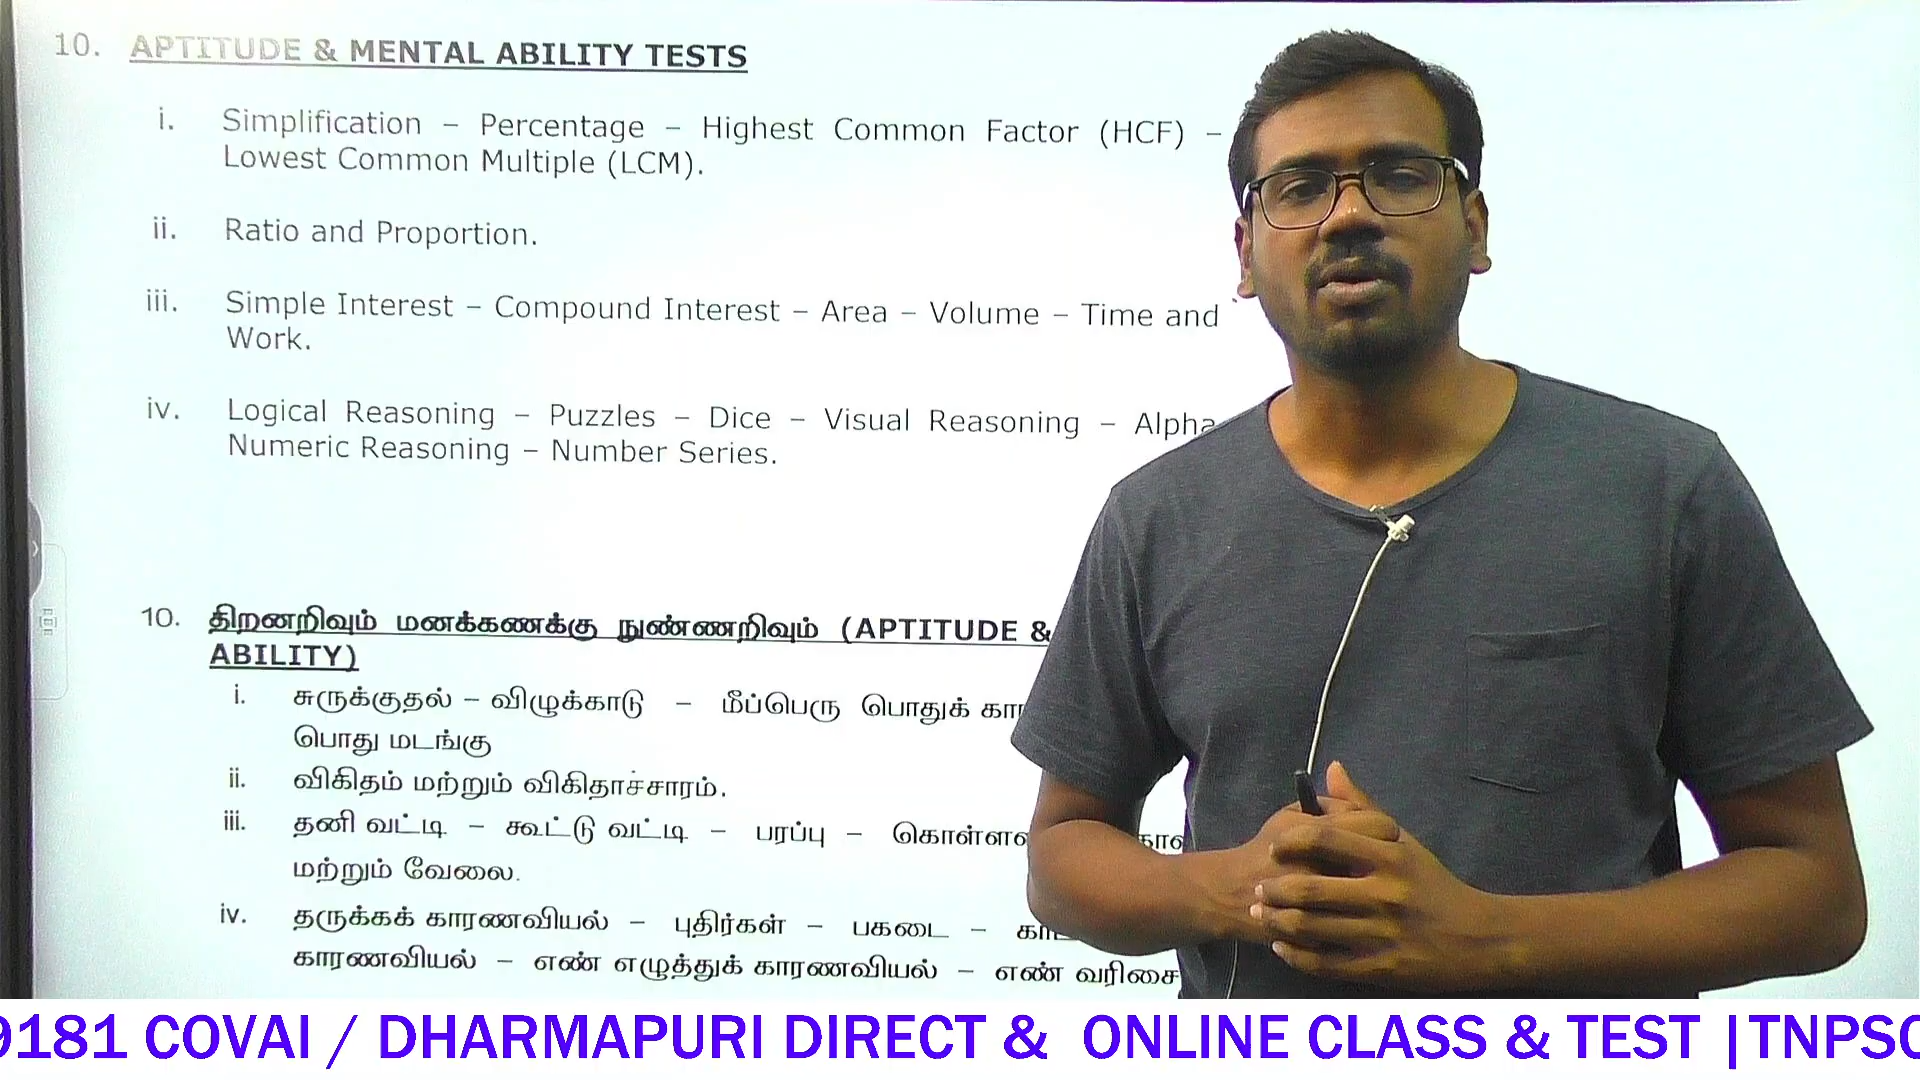 10. APTITUDE & MENTAL ABILITY TESTS
i. Simplification – Percentage – Highest Common Factor (HCF) –
Lowest Common Multiple (LCM).
ii. Ratio and Proportion.
iii. Simple Interest – Compound Interest – Area – Volume – Time and
Work.
iv. Logical Reasoning – Puzzles – Dice – Visual Reasoning – Alpha
Numeric Reasoning – Number Series.
10. திறனறிவும் மனக்கணக்கு நுண்ணறிவும் (APTITUDE &
ABILITY)
i. சுருக்குதல் – விழுக்காடு – மீப்பெரு பொதுக்
பொது மடங்கு
ii. விகிதம் மற்றும் விகிதாச்சாரம்.
iii. தனி வட்டி – கூட்டு வட்டி – பரப்பு –
மற்றும் வேலை.
iv. தருக்கக் காரணவியல் – புதிர்கள் – பகடை –
காரணவியல் – எண் எழுத்துக் காரணவியல் – எண் வரிசை
9181 COVAI / DHARMAPURI DIRECT & ONLINE CLASS & TEST | TNPSC